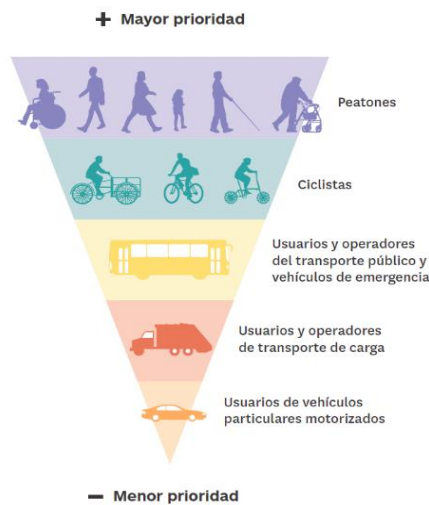 + Mayor prioridad
Peatones
Ciclistas
Usuarios y operadores
del transporte público y
vehículos de emergencia
Usuarios y operadores
de transporte de carga
Usuarios de vehículos
particulares motorizados
− Menor prioridad